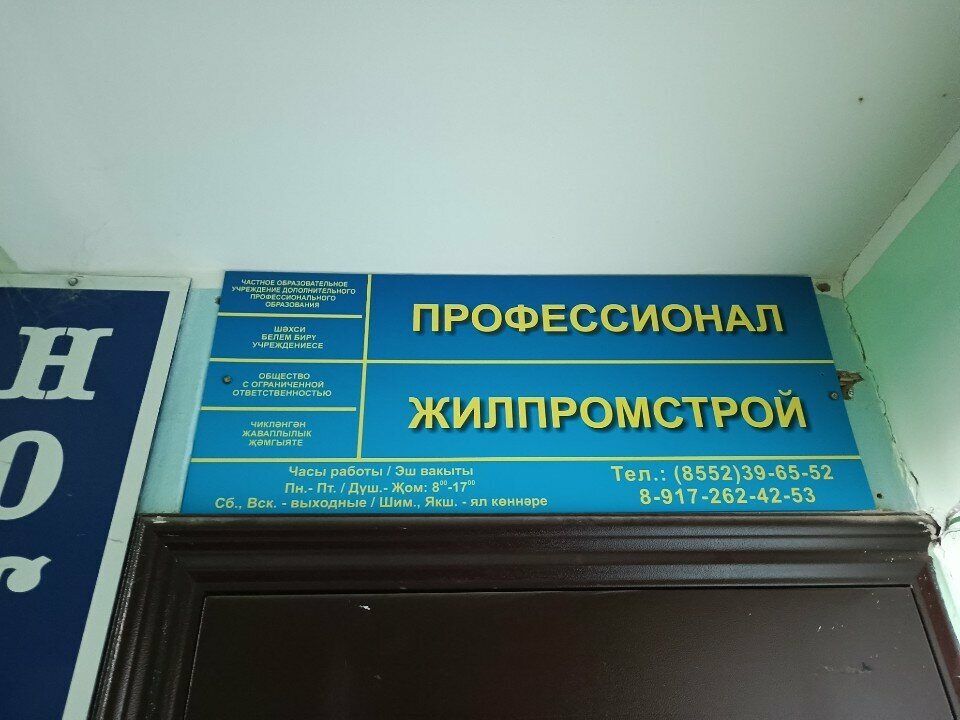 ЧАСТНОЕ ОБРАЗОВАТЕЛЬНОЕ
УЧРЕЖДЕНИЕ ДОПОЛНИТЕЛЬНОГО
ПРОФЕССИОНАЛЬНОГО
ОБРАЗОВАНИЯ
ШӘХСИ
БЕЛЕМ БИРҮ
УЧРЕЖДЕНИЕСЕ
ПРОФЕССИОНАЛ
ОБЩЕСТВО
С ОГРАНИЧЕННОЙ
ОТВЕТСТВЕННОСТЬЮ
ЧИКЛӘНГӘН
ЖАВАПЛЫЛЫК
ҖӘМГЫЯТЕ
ЖИЛПРОМСТРОЙ
Часы работы / Эш вакыты
Пн.- Пт. / Душ.- Җом: 8⁰⁰-17⁰⁰
Сб., Вск. - выходные / Шим., Якш. - ял көннәре
Тел.: (8552)39-65-52
8-917-262-42-53
Н
О